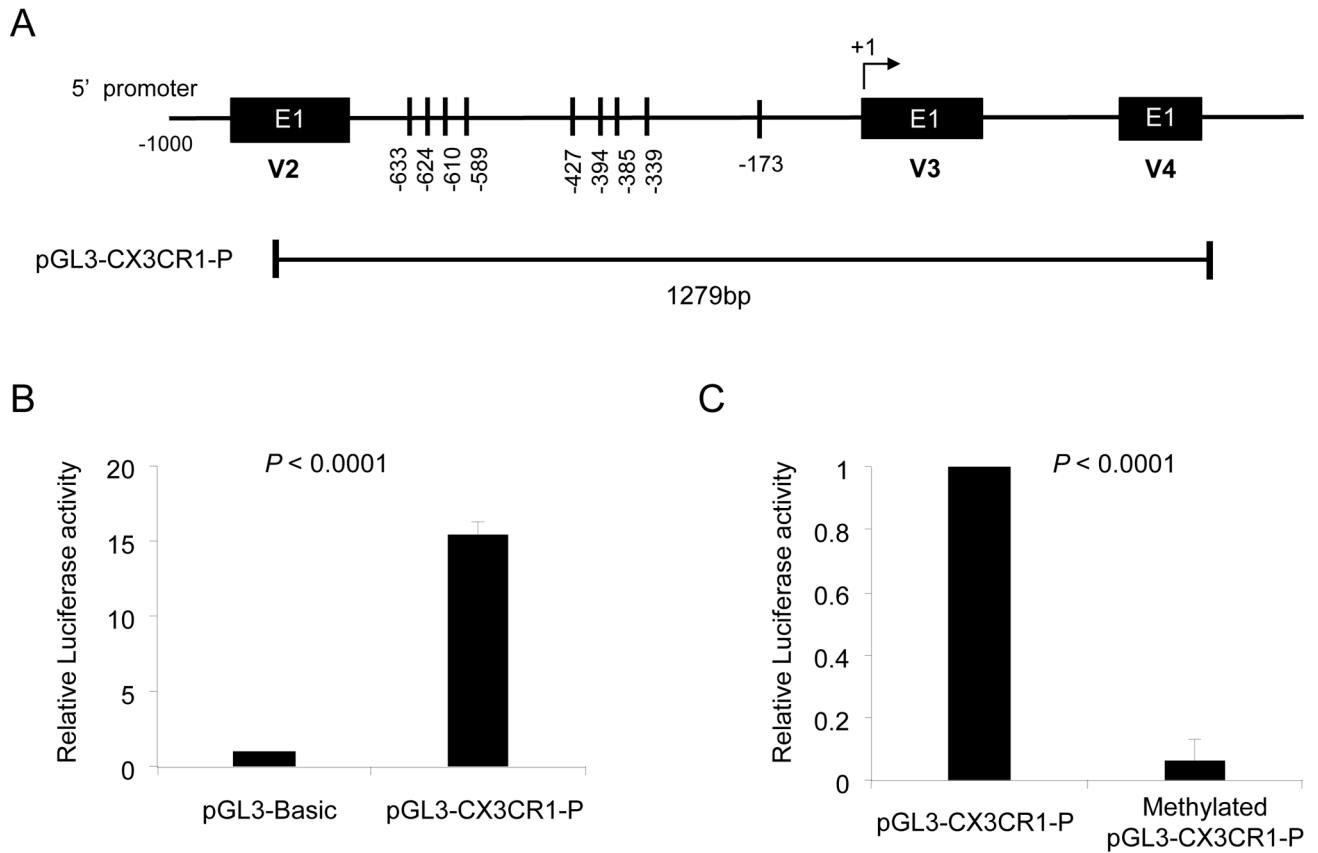 A
+1
5’ promoter
E1
E1
E1
-1000
V2
-633
-624
-610
-589
-427
-394
-385
-339
-173
V3
V4
pGL3-CX3CR1-P
1279bp
B
P < 0.0001
Relative Luciferase activity
20
15
10
5
0
pGL3-Basic
pGL3-CX3CR1-P
C
P < 0.0001
Relative Luciferase activity
1
0.8
0.6
0.4
0.2
0
pGL3-CX3CR1-P
Methylated
pGL3-CX3CR1-P